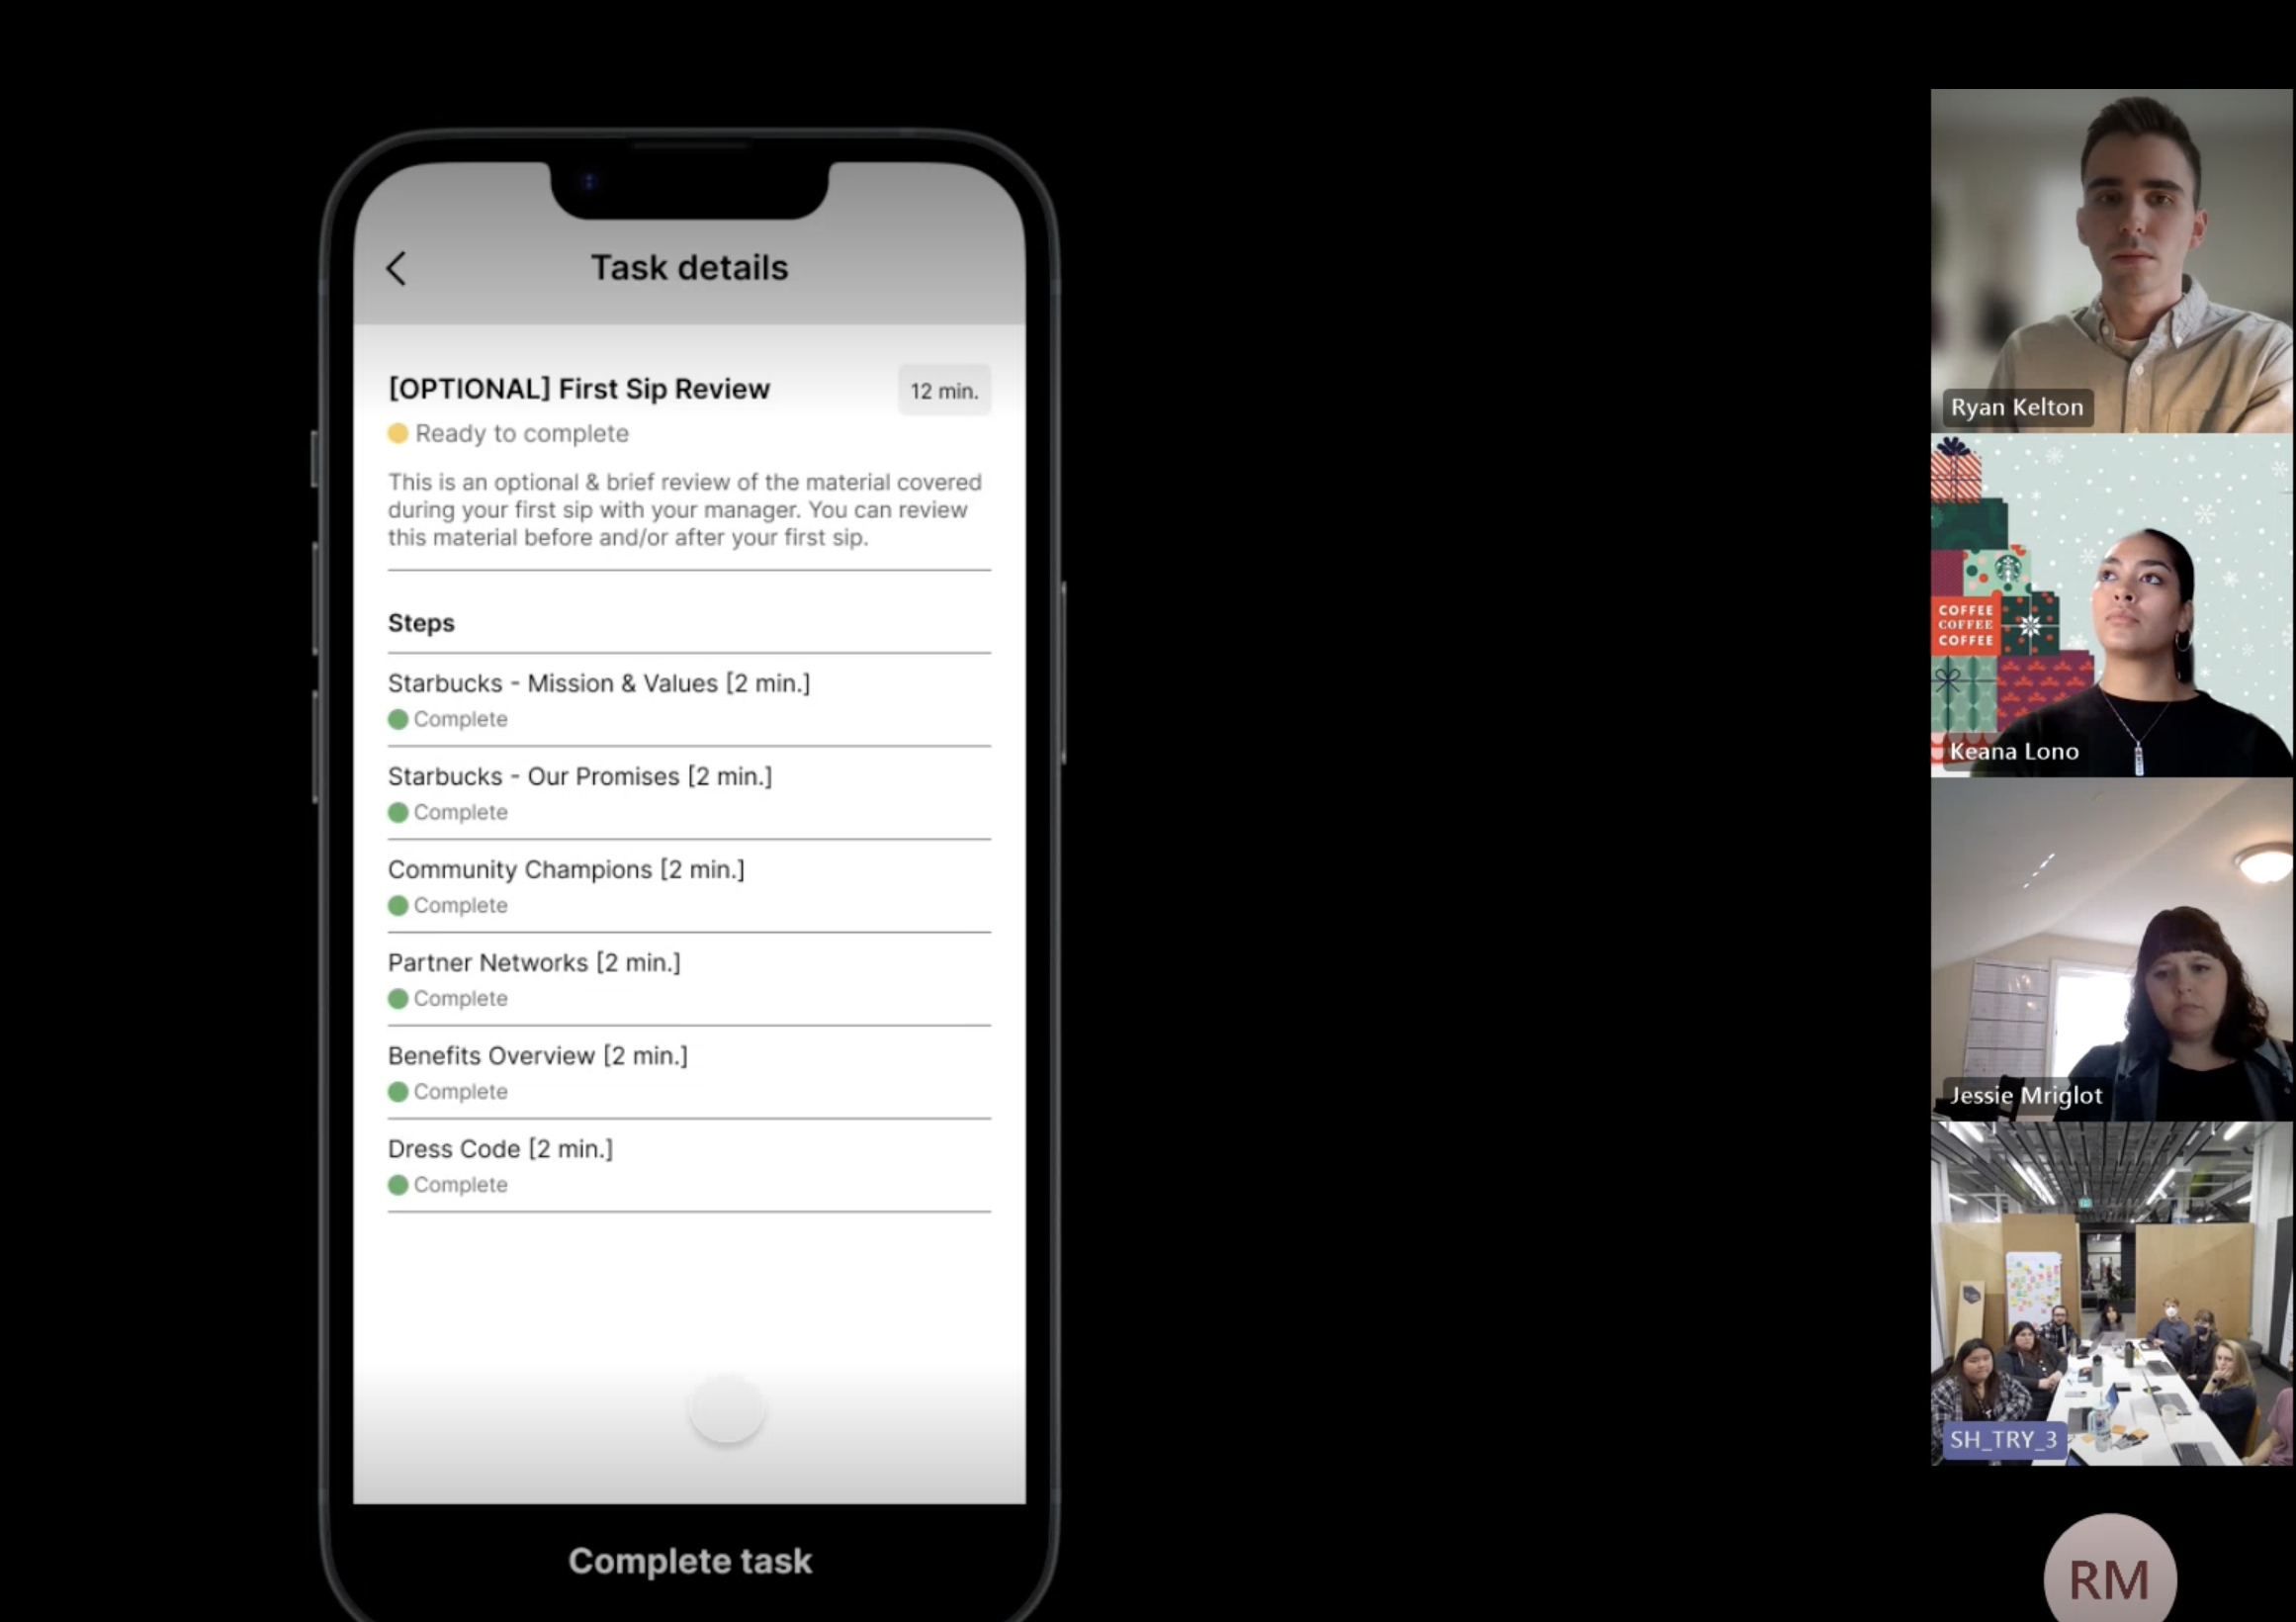 Task details
[OPTIONAL] First Sip Review
12 min.
Ready to complete
This is an optional & brief review of the material covered
during your first sip with your manager. You can review
this material before and/or after your first sip.
Steps
Starbucks - Mission & Values [2 min.]
Complete
Starbucks - Our Promises [2 min.]
Complete
Community Champions [2 min.]
Complete
Partner Networks [2 min.]
Complete
Benefits Overview [2 min.]
Complete
Dress Code [2 min.]
Complete
Complete task
Ryan Kelton
COFFEE
COFFEE
COFFEE
Keana Lono
Jessie Mriglot
SH_TRY_3
RM